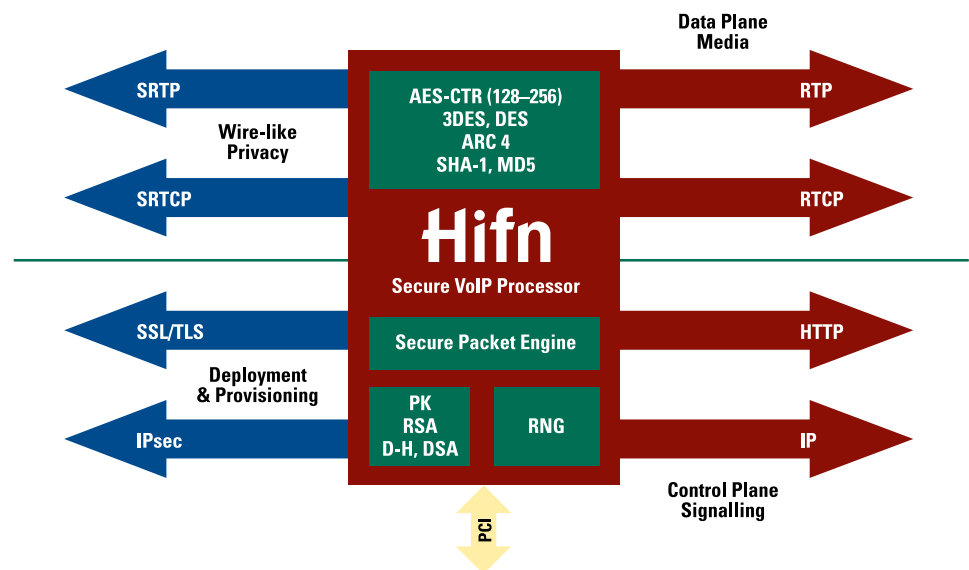 Data Plane
Media
SRTP
AES-CTR (128–256)
3DES, DES
ARC 4
SHA-1, MD5
RTP
Wire-like
Privacy
SRTCP
RTCP
Hifn
Secure VoIP Processor
SSL/TLS
Secure Packet Engine
HTTP
Deployment
& Provisioning
PK
RSA
D-H, DSA
RNG
IPsec
IP
Control Plane
Signalling
PCI